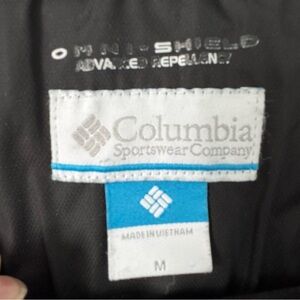 OMNI-SHIELD
ADVANCED REPELLENCY
Columbia
Sportswear Company
MADE IN VIETNAM
M